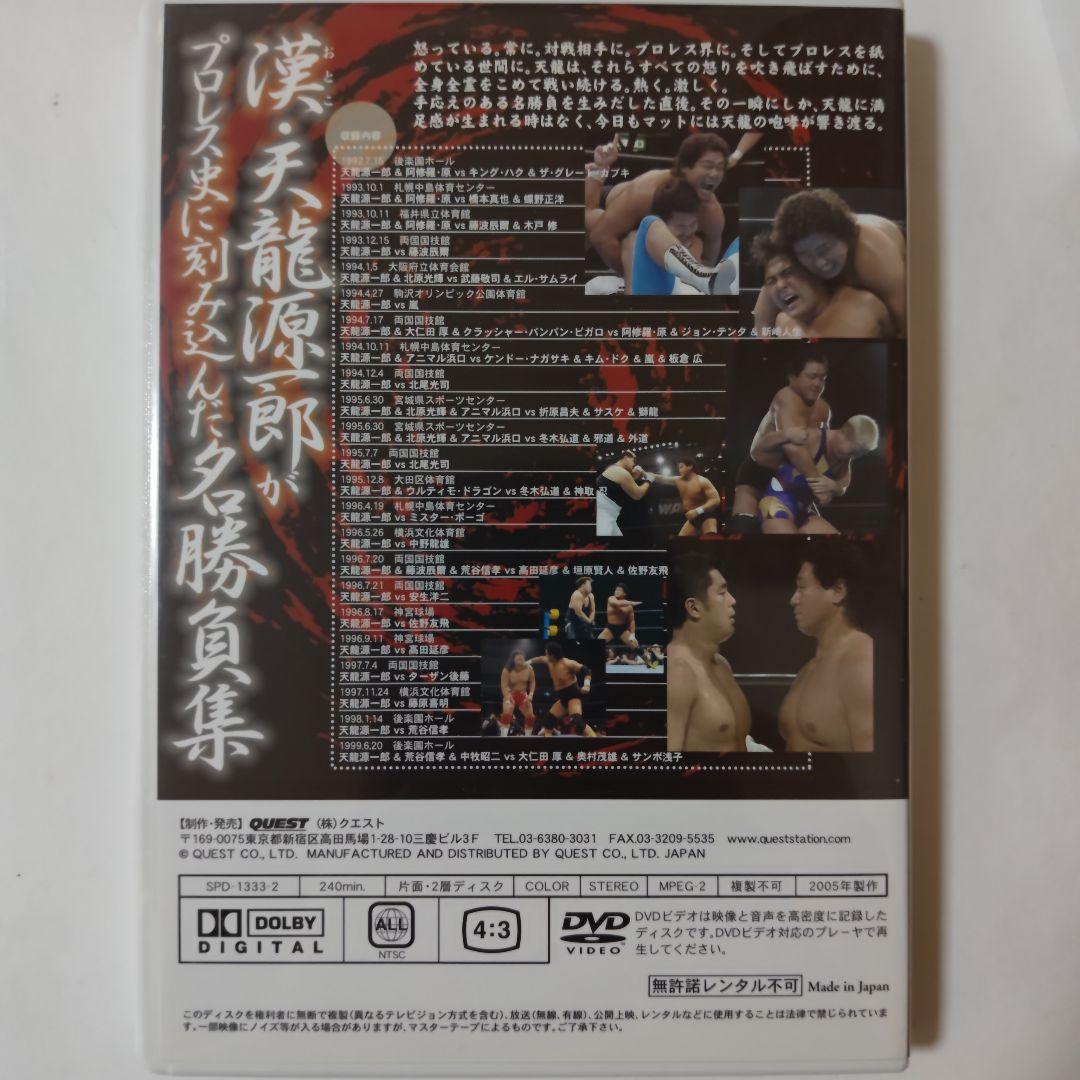 漢・天龍源一郎が
おとこ
プロレス史に刻み込んだ名勝負集
怒っている。常に。対戦相手に。プロレス界に。そしてプロレスを舐
めている世間に。天龍は、それらすべての怒りを吹き飛ばすために、
全身全霊をこめて戦い続ける。熱く。激しく。
手応えのある名勝負を生みだした直後。その一瞬にしか、天龍に満
足感が生まれる時はなく、今日もマットには天龍の咆哮が響き渡る。
収録内容
1992.7.15 後楽園ホール
天龍源一郎 & 阿修羅・原 vs キング・ハク & ザ・グレート・カブキ
1993.10.1 札幌中島体育センター
天龍源一郎 & 阿修羅・原 vs 橋本真也 & 蝶野正洋
1993.10.11 福井県立体育館
天龍源一郎 & 阿修羅・原 vs 藤波辰爾 & 木戸 修
1993.12.15 両国国技館
天龍源一郎 vs 藤波辰爾
1994.1.5 大阪府立体育会館
天龍源一郎 & 北原光輝 vs 武藤敬司 & エル・サムライ
1994.4.27 駒沢オリンピック公園体育館
天龍源一郎 vs 嵐
1994.7.17 両国国技館
天龍源一郎 & 大仁田 厚 & クラッシャー・バンバン・ビガロ vs 阿修羅・原 & ジョン・テンタ & 新崎人生
1994.10.11 札幌中島体育センター
天龍源一郎 & アニマル浜口 vs ケンドー・ナガサキ & キム・ドク & 嵐 & 板倉 広
1994.12.4 両国国技館
天龍源一郎 vs 北尾光司
1995.6.30 宮城県スポーツセンター
天龍源一郎 & 北原光輝 & アニマル浜口 vs 折原昌夫 & サスケ & 獅龍
1995.6.30 宮城県スポーツセンター
天龍源一郎 & 北原光輝 & アニマル浜口 vs 冬木弘道 & 邪道 & 外道
1995.7.7 両国国技館
天龍源一郎 vs 北尾光司
1995.12.8 大田区体育館
天龍源一郎 & ウルティモ・ドラゴン vs 冬木弘道 & 神取 忍
1996.4.19 札幌中島体育センター
天龍源一郎 vs ミスター・ポーゴ
1996.5.26 横浜文化体育館
天龍源一郎 vs 中野龍雄
1996.7.20 両国国技館
天龍源一郎 & 藤波辰爾 & 荒谷信孝 vs 高田延彦 & 垣原賢人 & 佐野友飛
1996.7.21 両国国技館
天龍源一郎 vs 安生洋二
1996.8.17 神宮球場
天龍源一郎 vs 佐野友飛
1996.9.11 神宮球場
天龍源一郎 vs 高田延彦
1997.7.4 両国国技館
天龍源一郎 vs ターザン後藤
1997.11.24 横浜文化体育館
天龍源一郎 vs 藤原喜明
1998.1.14 後楽園ホール
天龍源一郎 vs 荒谷信孝
1999.6.20 後楽園ホール
天龍源一郎 & 荒谷信孝 & 中牧昭二 vs 大仁田 厚 & 奥村茂雄 & サンボ浅子
【制作・発売】 QUEST (株)クエスト
〒169-0075東京都新宿区高田馬場1-28-10三慶ビル3F TEL.03-6380-3031 FAX.03-3209-5535 www.queststation.com
© QUEST CO., LTD. MANUFACTURED AND DISTRIBUTED BY QUEST CO., LTD. JAPAN
SPD-1333-2 240min. 片面・2層ディスク COLOR STEREO MPEG-2 複製不可 2005年製作
DOLBY
DIGITAL
ALL
NTSC
4:3
DVD
VIDEO
DVDビデオは映像と音声を高密度に記録した
ディスクです。DVDビデオ対応のプレーヤで再
生してください。
無許諾レンタル不可 Made in Japan
このディスクを権利者に無断で複製(異なるテレビジョン方式を含む)、放送(無線、有線)、公開上映、レンタルなどに使用することは法律で禁じられていま
す。一部映像にノイズ等が入る場合がありますが、マスターテープによるものです。ご了承下さい。